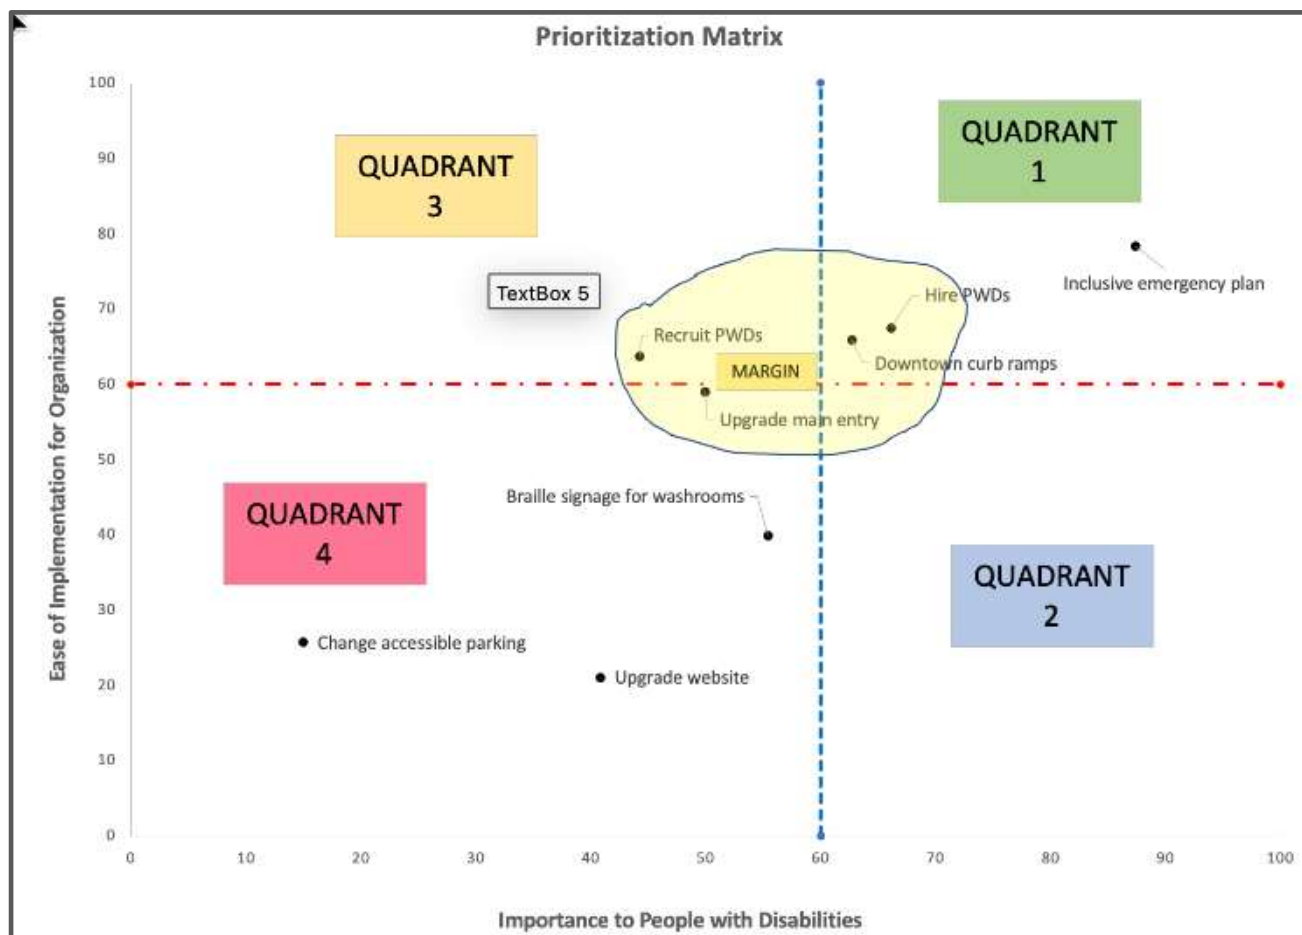 Prioritization Matrix
100
90
80
70
60
50
40
30
20
10
0
Ease of Implementation for Organization
QUADRANT
3
QUADRANT
1
TextBox 5
Inclusive emergency plan
Hire PWDs
Recruit PWDs
MARGIN
Downtown curb ramps
Upgrade main entry
Braille signage for washrooms
QUADRANT
4
QUADRANT
2
Change accessible parking
Upgrade website
0 10 20 30 40 50 60 70 80 90 100
Importance to People with Disabilities